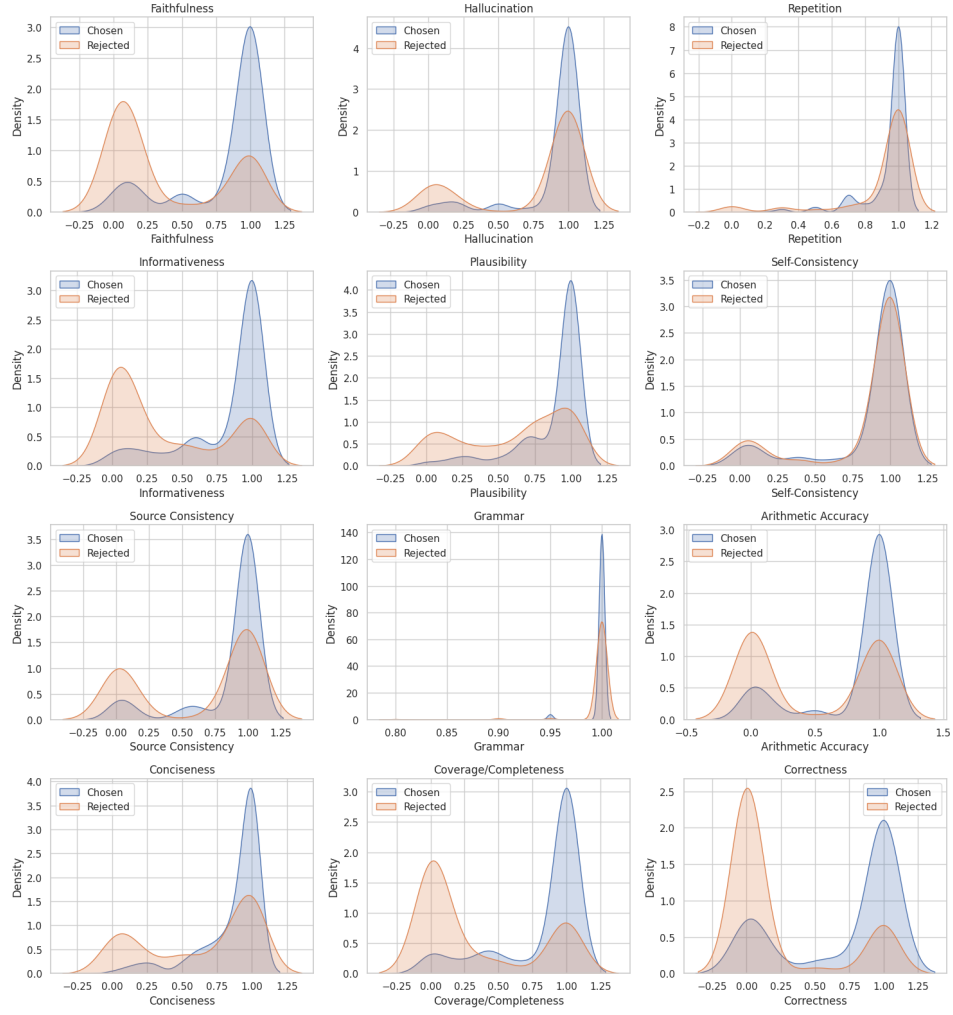 Faithfulness
Density
3.0
2.5
2.0
1.5
1.0
0.5
0.0
Chosen
Rejected
−0.25 0.00 0.25 0.50 0.75 1.00 1.25
Faithfulness
Hallucination
Density
4
3
2
1
0
Chosen
Rejected
−0.25 0.00 0.25 0.50 0.75 1.00 1.25
Hallucination
Repetition
Density
8
7
6
5
4
3
2
1
0
Chosen
Rejected
−0.2 0.0 0.2 0.4 0.6 0.8 1.0 1.2
Repetition
Informativeness
Density
3.0
2.5
2.0
1.5
1.0
0.5
0.0
Chosen
Rejected
−0.25 0.00 0.25 0.50 0.75 1.00 1.25
Informativeness
Plausibility
Density
4.0
3.5
3.0
2.5
2.0
1.5
1.0
0.5
0.0
Chosen
Rejected
−0.25 0.00 0.25 0.50 0.75 1.00 1.25
Plausibility
Self-Consistency
Density
3.5
3.0
2.5
2.0
1.5
1.0
0.5
0.0
Chosen
Rejected
−0.25 0.00 0.25 0.50 0.75 1.00 1.25
Self-Consistency
Source Consistency
Density
3.5
3.0
2.5
2.0
1.5
1.0
0.5
0.0
Chosen
Rejected
−0.25 0.00 0.25 0.50 0.75 1.00 1.25
Source Consistency
Grammar
Density
140
120
100
80
60
40
20
0
Chosen
Rejected
0.80 0.85 0.90 0.95 1.00
Grammar
Arithmetic Accuracy
Density
3.0
2.5
2.0
1.5
1.0
0.5
0.0
Chosen
Rejected
−0.5 0.0 0.5 1.0 1.5
Arithmetic Accuracy
Conciseness
Density
4.0
3.5
3.0
2.5
2.0
1.5
1.0
0.5
0.0
Chosen
Rejected
−0.25 0.00 0.25 0.50 0.75 1.00 1.25
Conciseness
Coverage/Completeness
Density
3.0
2.5
2.0
1.5
1.0
0.5
0.0
Chosen
Rejected
−0.25 0.00 0.25 0.50 0.75 1.00 1.25
Coverage/Completeness
Correctness
Density
2.5
2.0
1.5
1.0
0.5
0.0
Chosen
Rejected
−0.25 0.00 0.25 0.50 0.75 1.00 1.25
Correctness